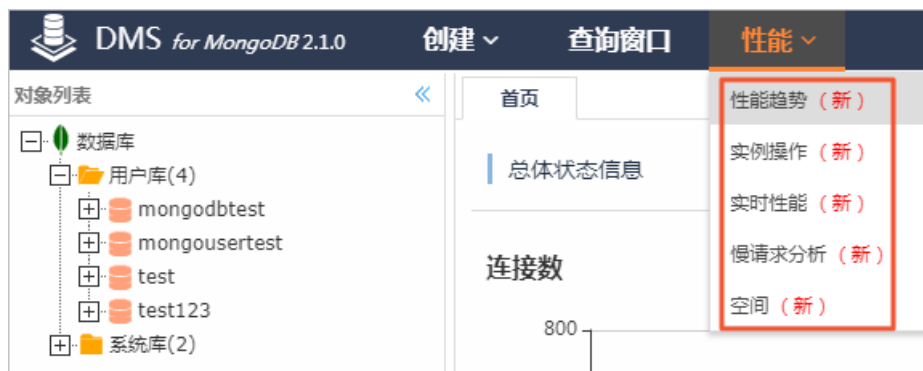 DMS for MongoDB 2.1.0 创建 查询窗口 性能
对象列表
数据库
用户库(4)
mongodbtest
mongousertest
test
test123
系统库(2)
首页
总体状态信息
连接数
800
性能趋势（新）
实例操作（新）
实时性能（新）
慢请求分析（新）
空间（新）